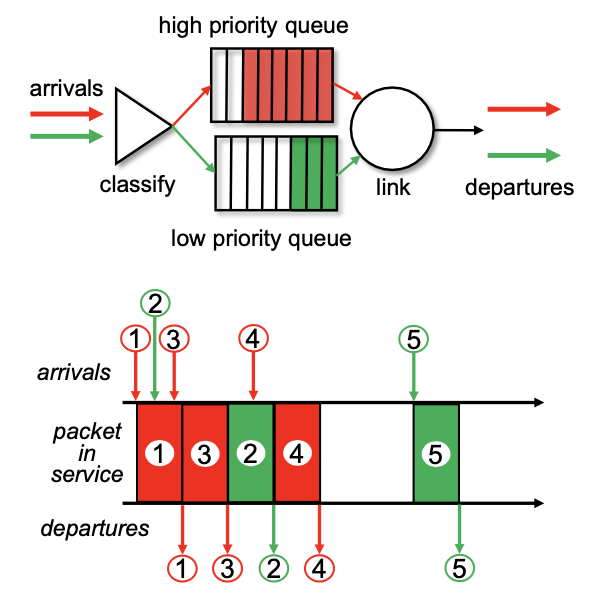 high priority queue
arrivals
classify
link
departures
low priority queue
2
1
3
4
5
arrivals
packet
in
service
1
3
2
4
5
departures
1
3
2
4
5